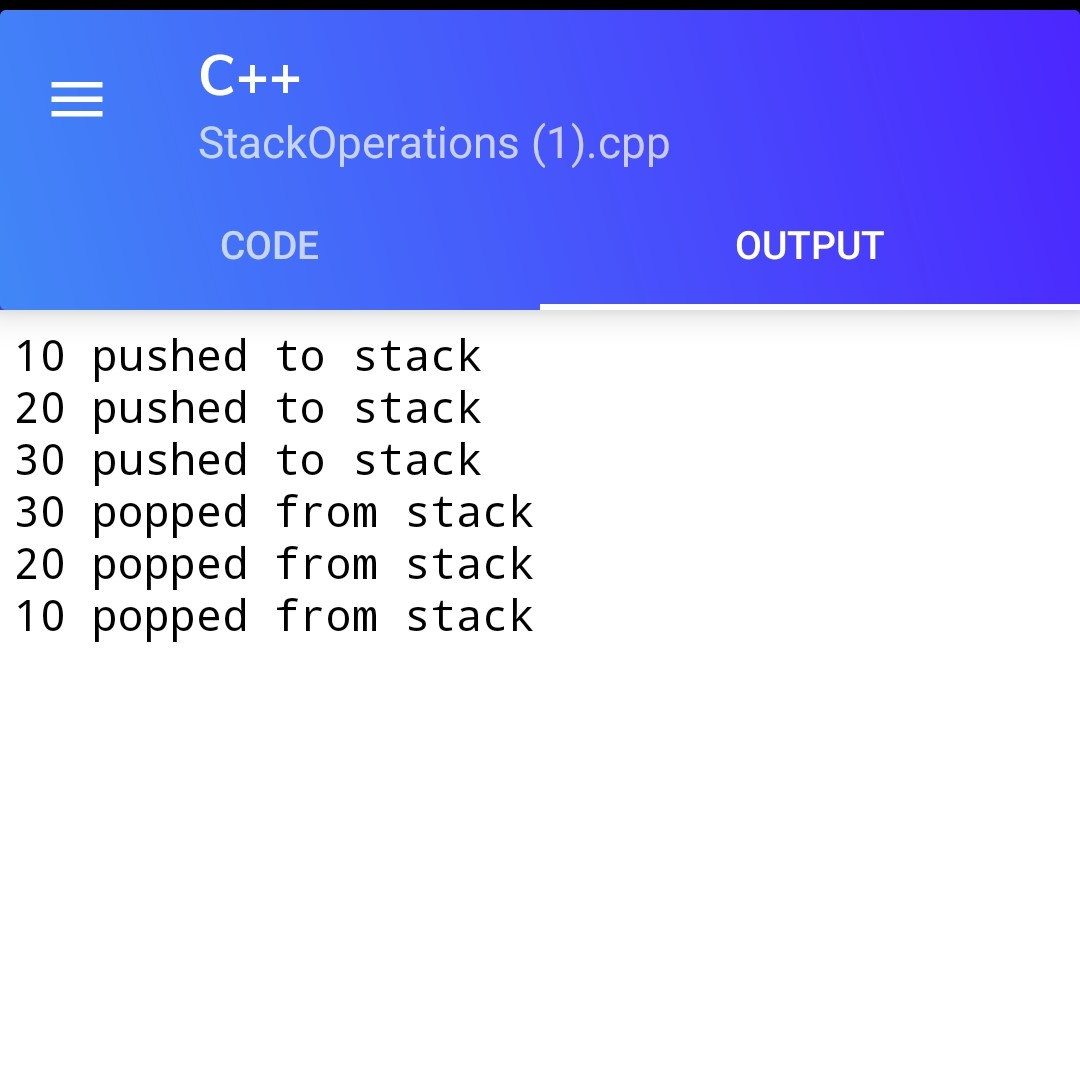 C++
StackOperations (1).cpp
CODE OUTPUT
10 pushed to stack
20 pushed to stack
30 pushed to stack
30 popped from stack
20 popped from stack
10 popped from stack